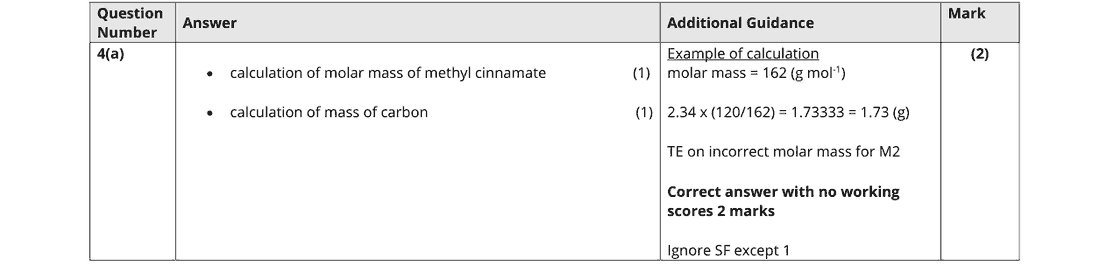 Question Number
Answer
Additional Guidance
Mark
4(a)
• calculation of molar mass of methyl cinnamate (1)
• calculation of mass of carbon (1)
Example of calculation
molar mass = 162 (g mol⁻¹)
2.34 x (120/162) = 1.73333 = 1.73 (g)
TE on incorrect molar mass for M2
Correct answer with no working
scores 2 marks
Ignore SF except 1
(2)